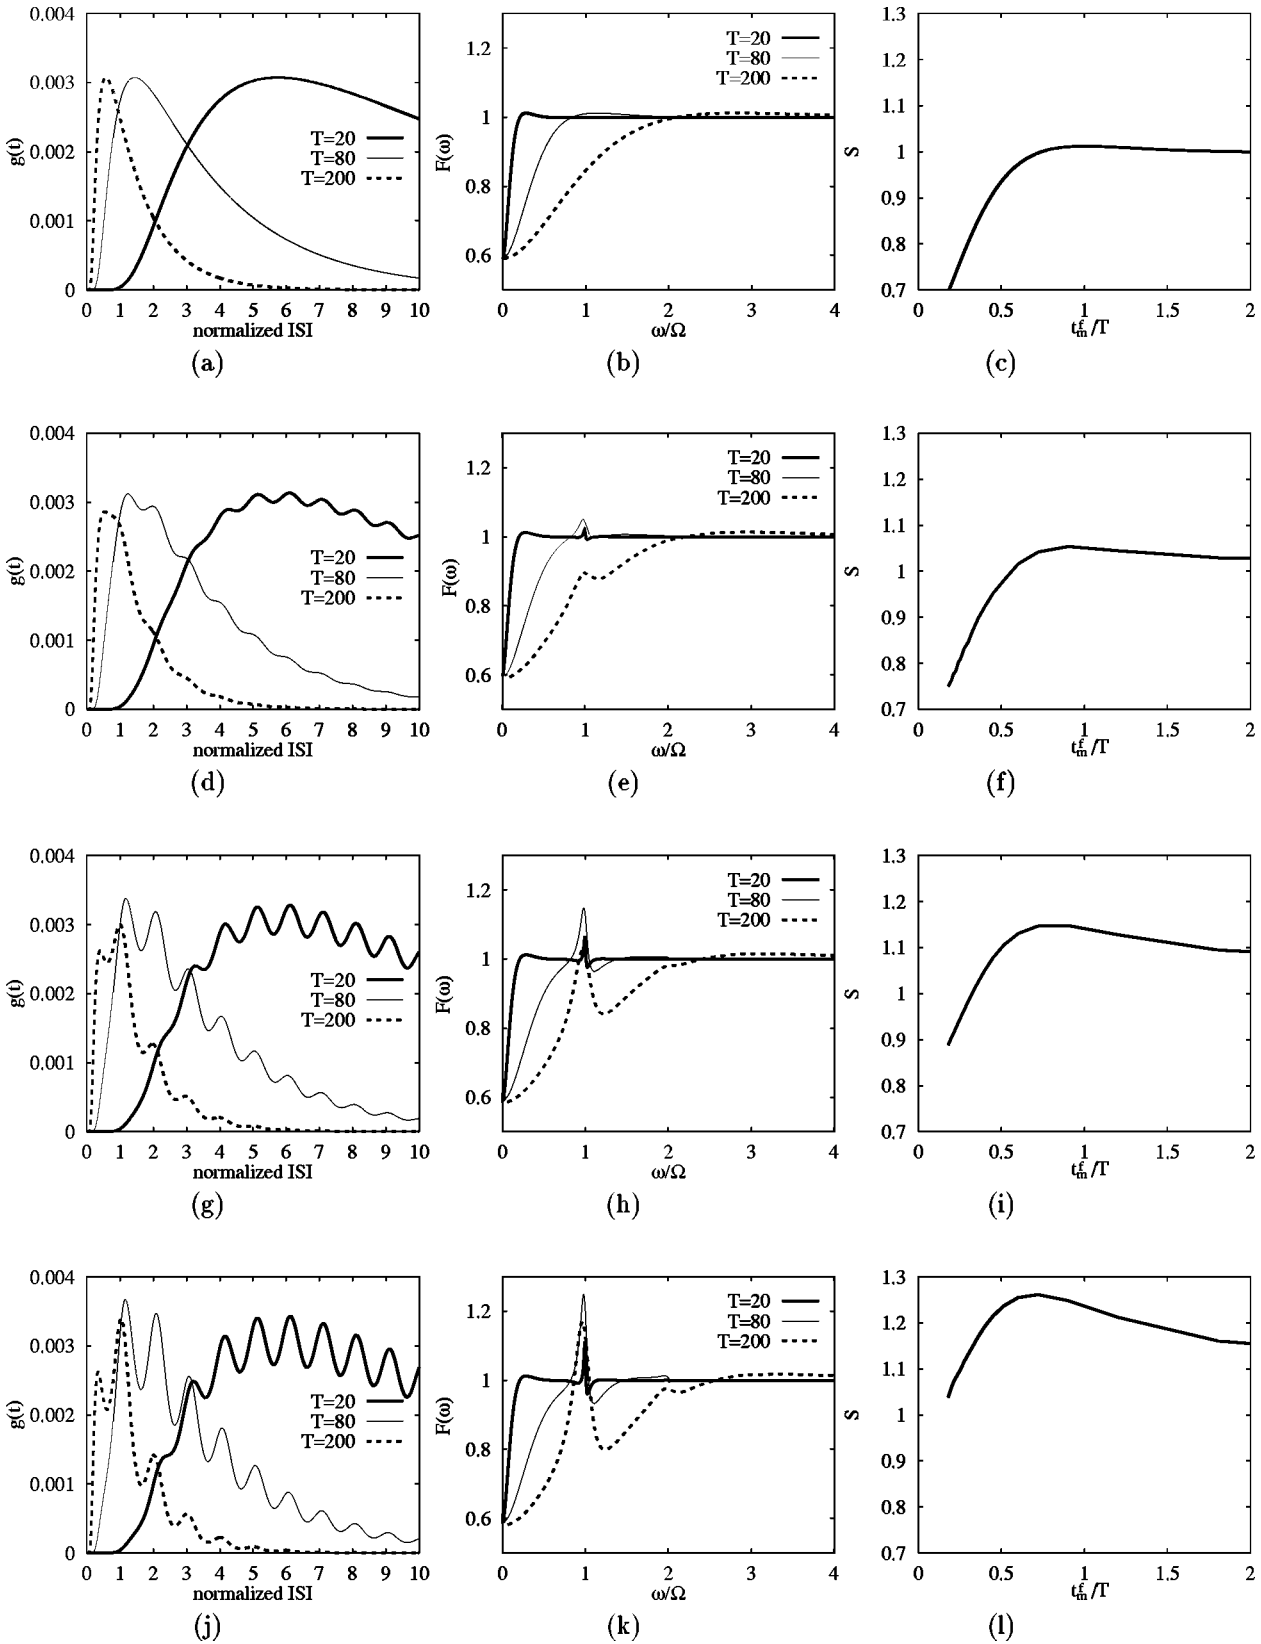 0.004
0.003
0.002
0.001
0
g(t)
T=20
T=80
T=200
0 1 2 3 4 5 6 7 8 9 10
normalized ISI
(a)
1.2
1
0.8
0.6
F(ω)
T=20
T=80
T=200
0 1 2 3 4
ω/Ω
(b)
1.3
1.2
1.1
1
0.9
0.8
0.7
S
0 0.5 1 1.5 2
t_m^f/T
(c)
0.004
0.003
0.002
0.001
0
g(t)
T=20
T=80
T=200
0 1 2 3 4 5 6 7 8 9 10
normalized ISI
(d)
1.2
1
0.8
0.6
F(ω)
T=20
T=80
T=200
0 1 2 3 4
ω/Ω
(e)
1.3
1.2
1.1
1
0.9
0.8
0.7
S
0 0.5 1 1.5 2
t_m^f/T
(f)
0.004
0.003
0.002
0.001
0
g(t)
T=20
T=80
T=200
0 1 2 3 4 5 6 7 8 9 10
normalized ISI
(g)
1.2
1
0.8
0.6
F(ω)
T=20
T=80
T=200
0 1 2 3 4
ω/Ω
(h)
1.3
1.2
1.1
1
0.9
0.8
0.7
S
0 0.5 1 1.5 2
t_m^f/T
(i)
0.004
0.003
0.002
0.001
0
g(t)
T=20
T=80
T=200
0 1 2 3 4 5 6 7 8 9 10
normalized ISI
(j)
1.2
1
0.8
0.6
F(ω)
T=20
T=80
T=200
0 1 2 3 4
ω/Ω
(k)
1.3
1.2
1.1
1
0.9
0.8
0.7
S
0 0.5 1 1.5 2
t_m^f/T
(l)